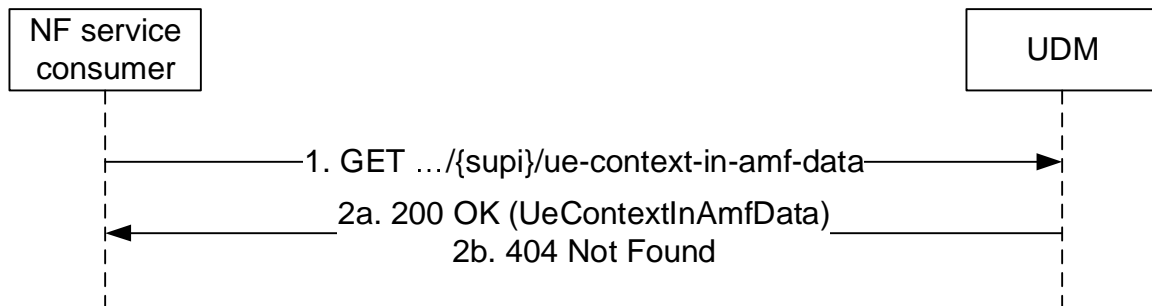 NF service
consumer
UDM
1. GET …/{supi}/ue-context-in-amf-data
2a. 200 OK (UeContextInAmfData)
2b. 404 Not Found